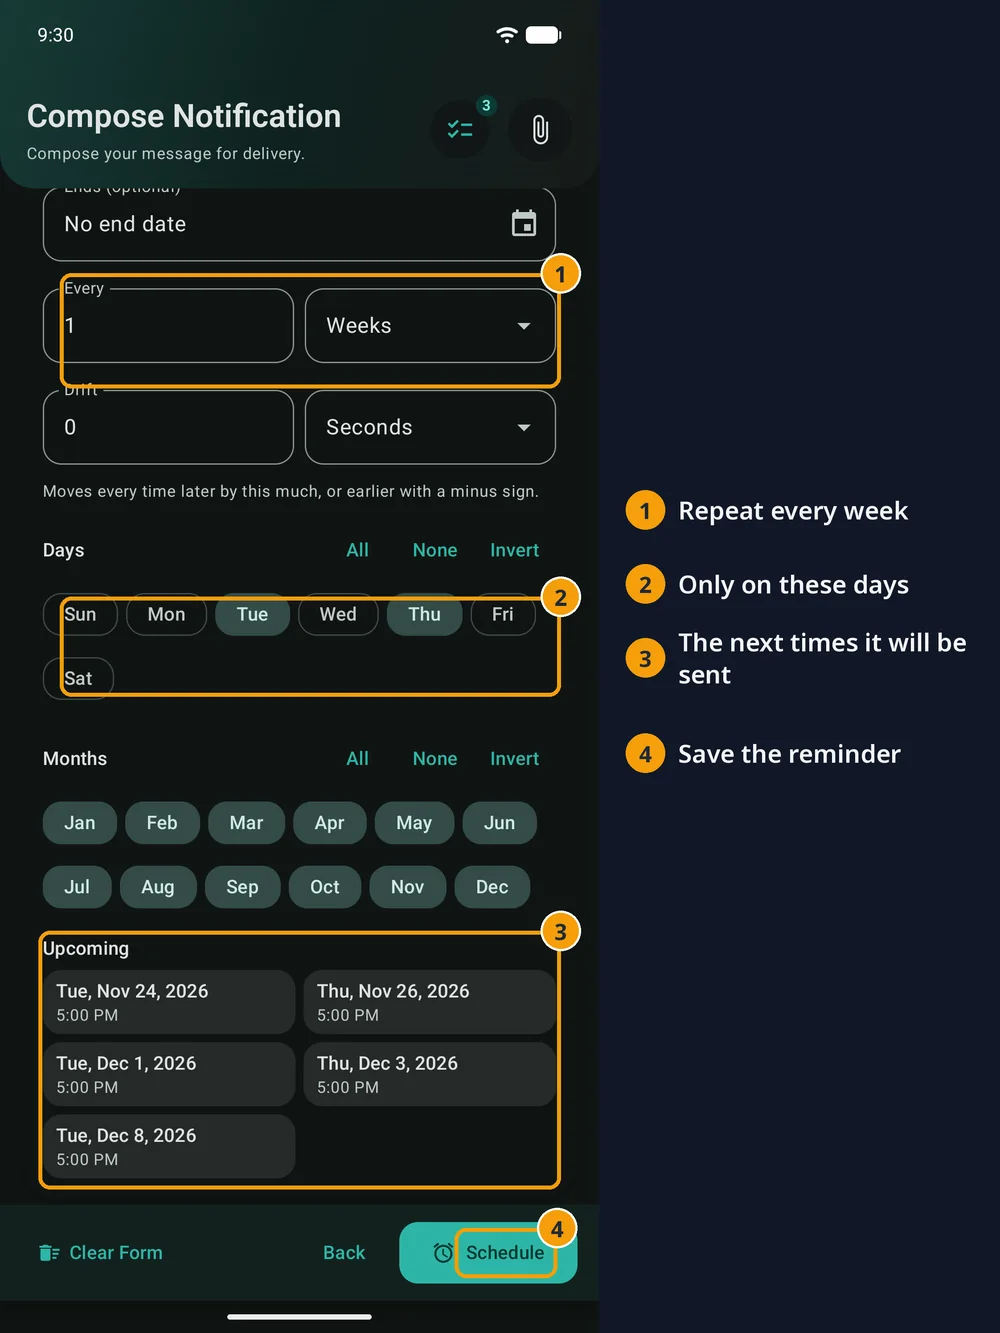 9:30
Compose Notification
3
Compose your message for delivery.
Ends (optional)
No end date
1
Every
1
Weeks
Drift
0
Seconds
Moves every time later by this much, or earlier with a minus sign.
Days
All
None
Invert
2
Sun
Mon
Tue
Wed
Thu
Fri
Sat
Months
All
None
Invert
Jan
Feb
Mar
Apr
May
Jun
Jul
Aug
Sep
Oct
Nov
Dec
3
Upcoming
Tue, Nov 24, 2026
5:00 PM
Thu, Nov 26, 2026
5:00 PM
Tue, Dec 1, 2026
5:00 PM
Thu, Dec 3, 2026
5:00 PM
Tue, Dec 8, 2026
5:00 PM
4
Clear Form
Back
Schedule
1 Repeat every week
2 Only on these days
3 The next times it will be
sent
4 Save the reminder